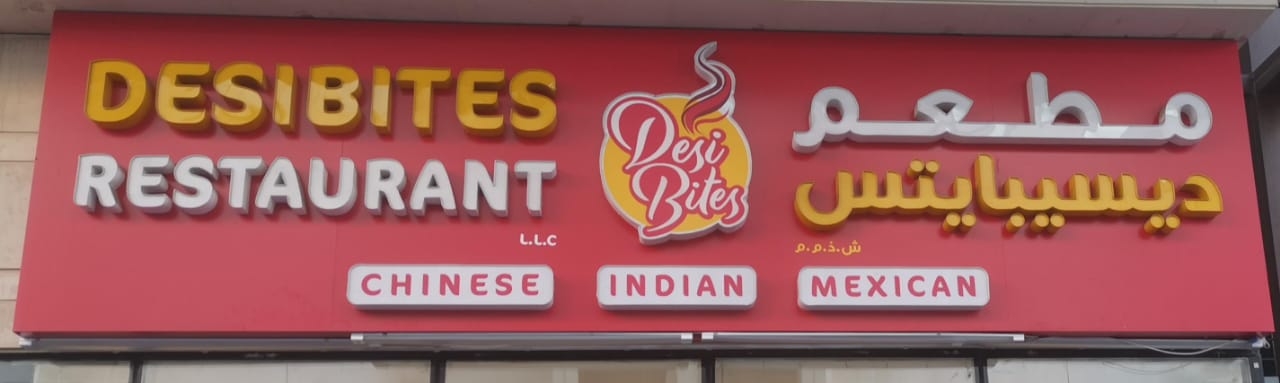 DESIBITES
RESTAURANT
L.L.C
Desi
Bites
مطعم
ديسيبايتس
ش.ذ.م.م
CHINESE
INDIAN
MEXICAN